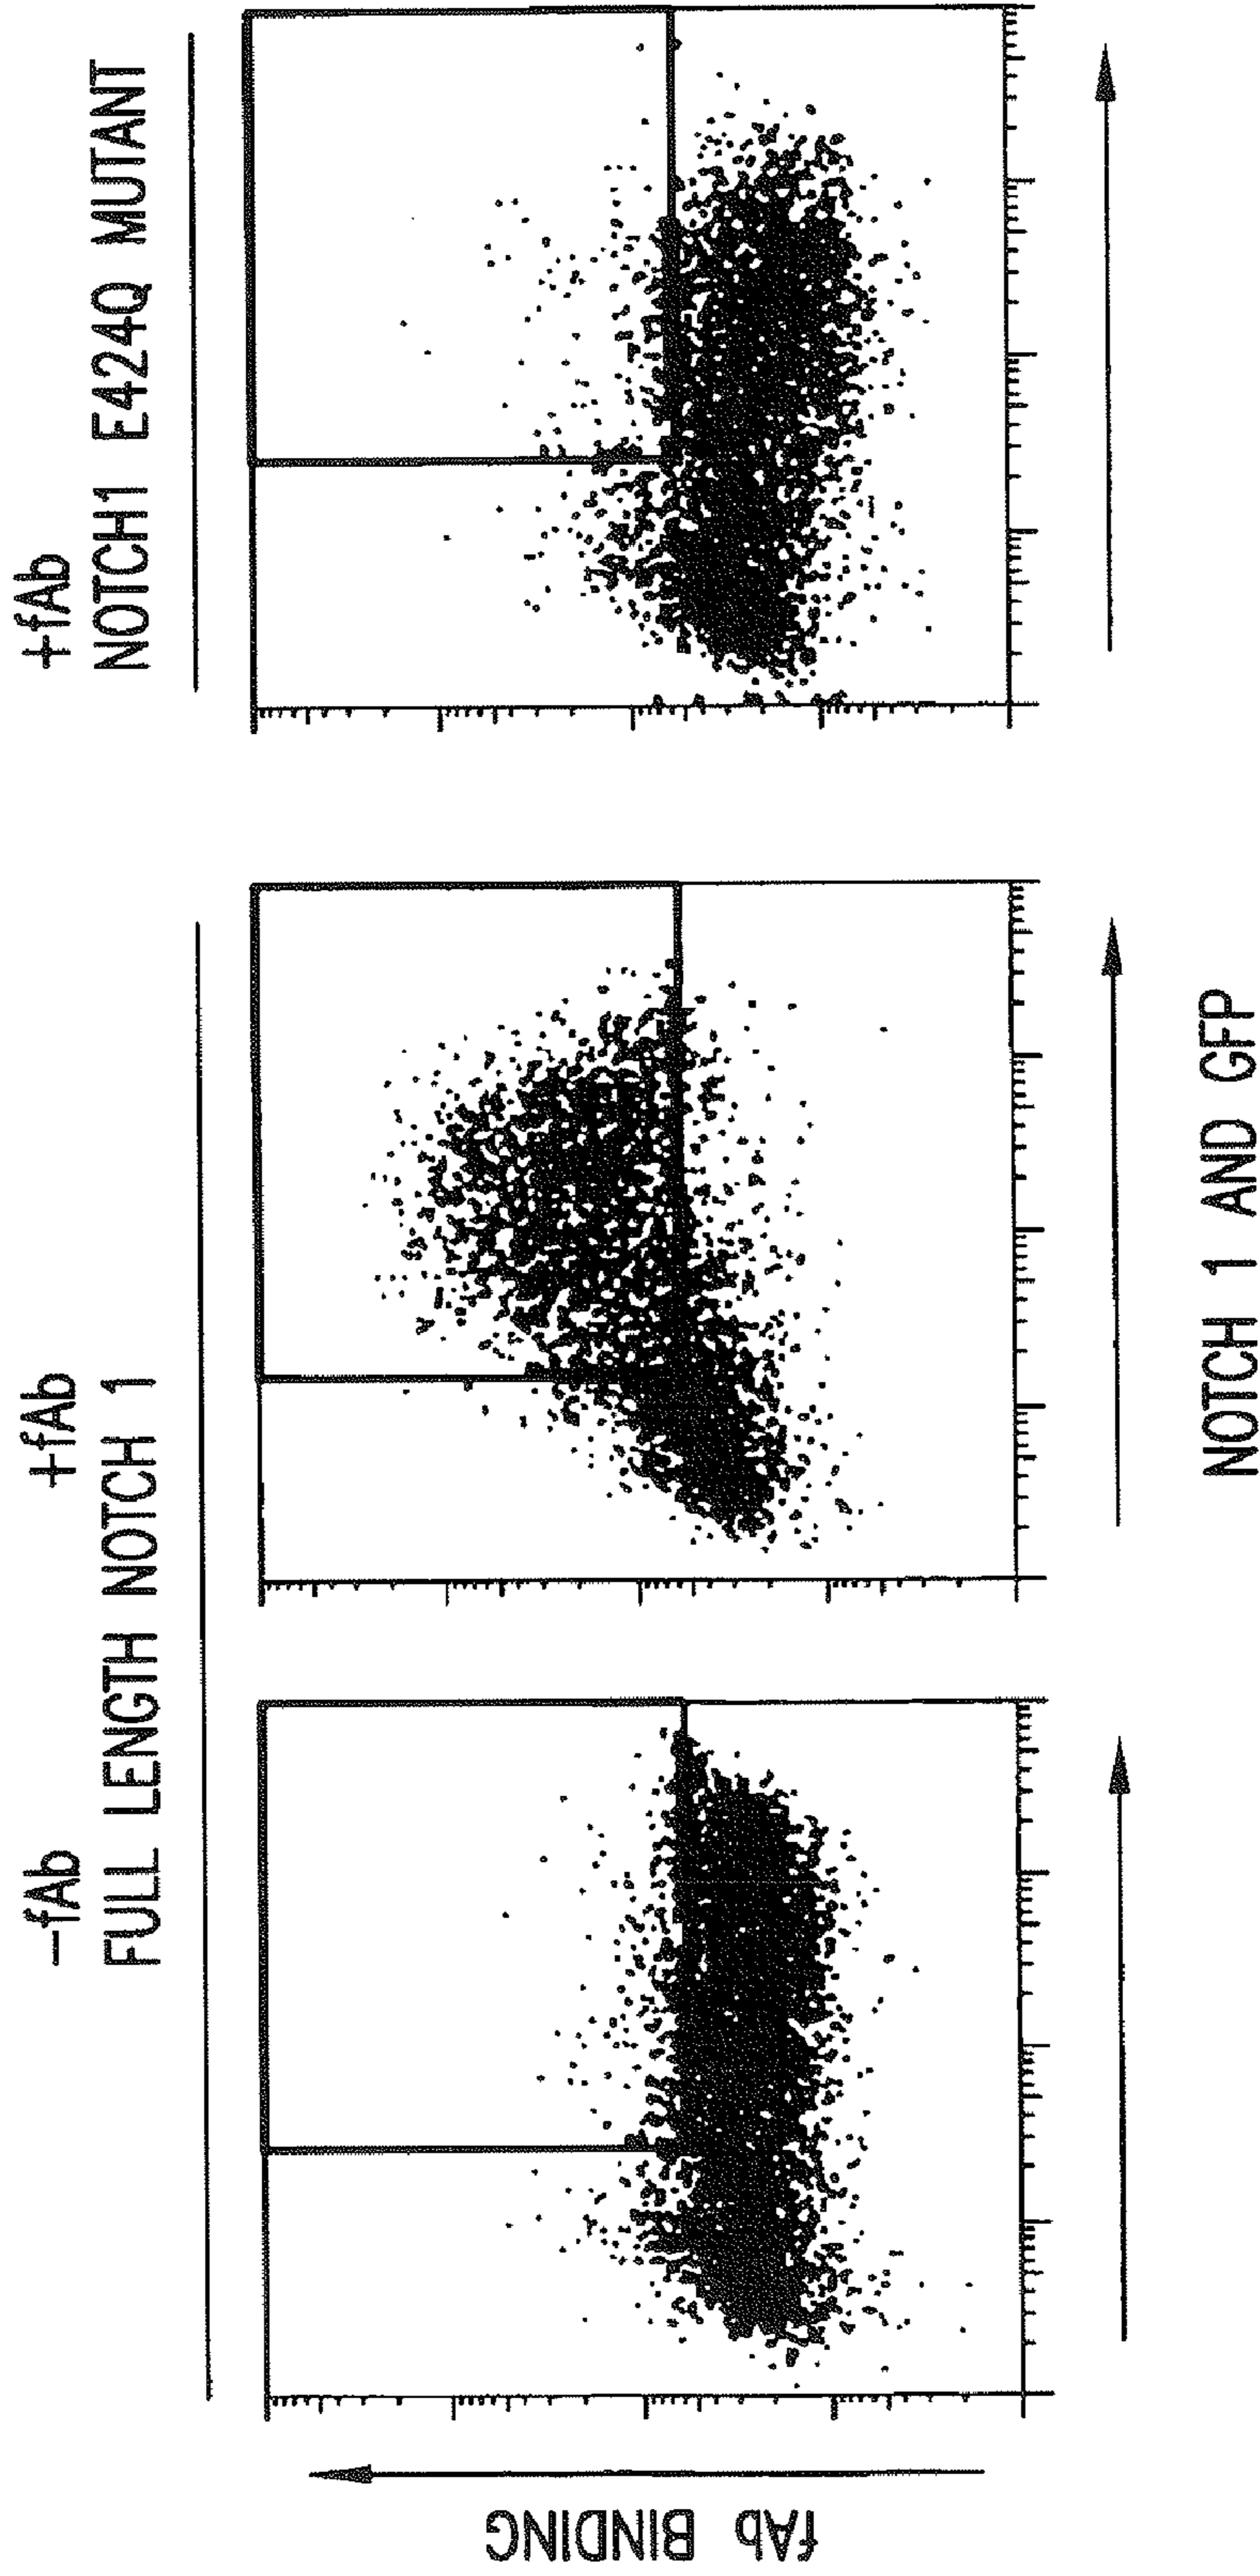 −fAb
+fAb
FULL LENGTH NOTCH 1
+fAb
NOTCH1 E424Q MUTANT
fAb BINDING
NOTCH 1 AND GFP